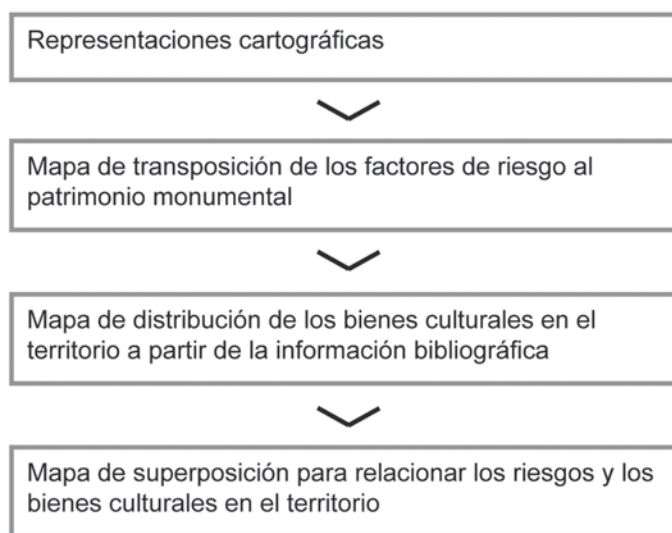 Representaciones cartográficas
Mapa de transposición de los factores de riesgo al
patrimonio monumental
Mapa de distribución de los bienes culturales en el
territorio a partir de la información bibliográfica
Mapa de superposición para relacionar los riesgos y los
bienes culturales en el territorio